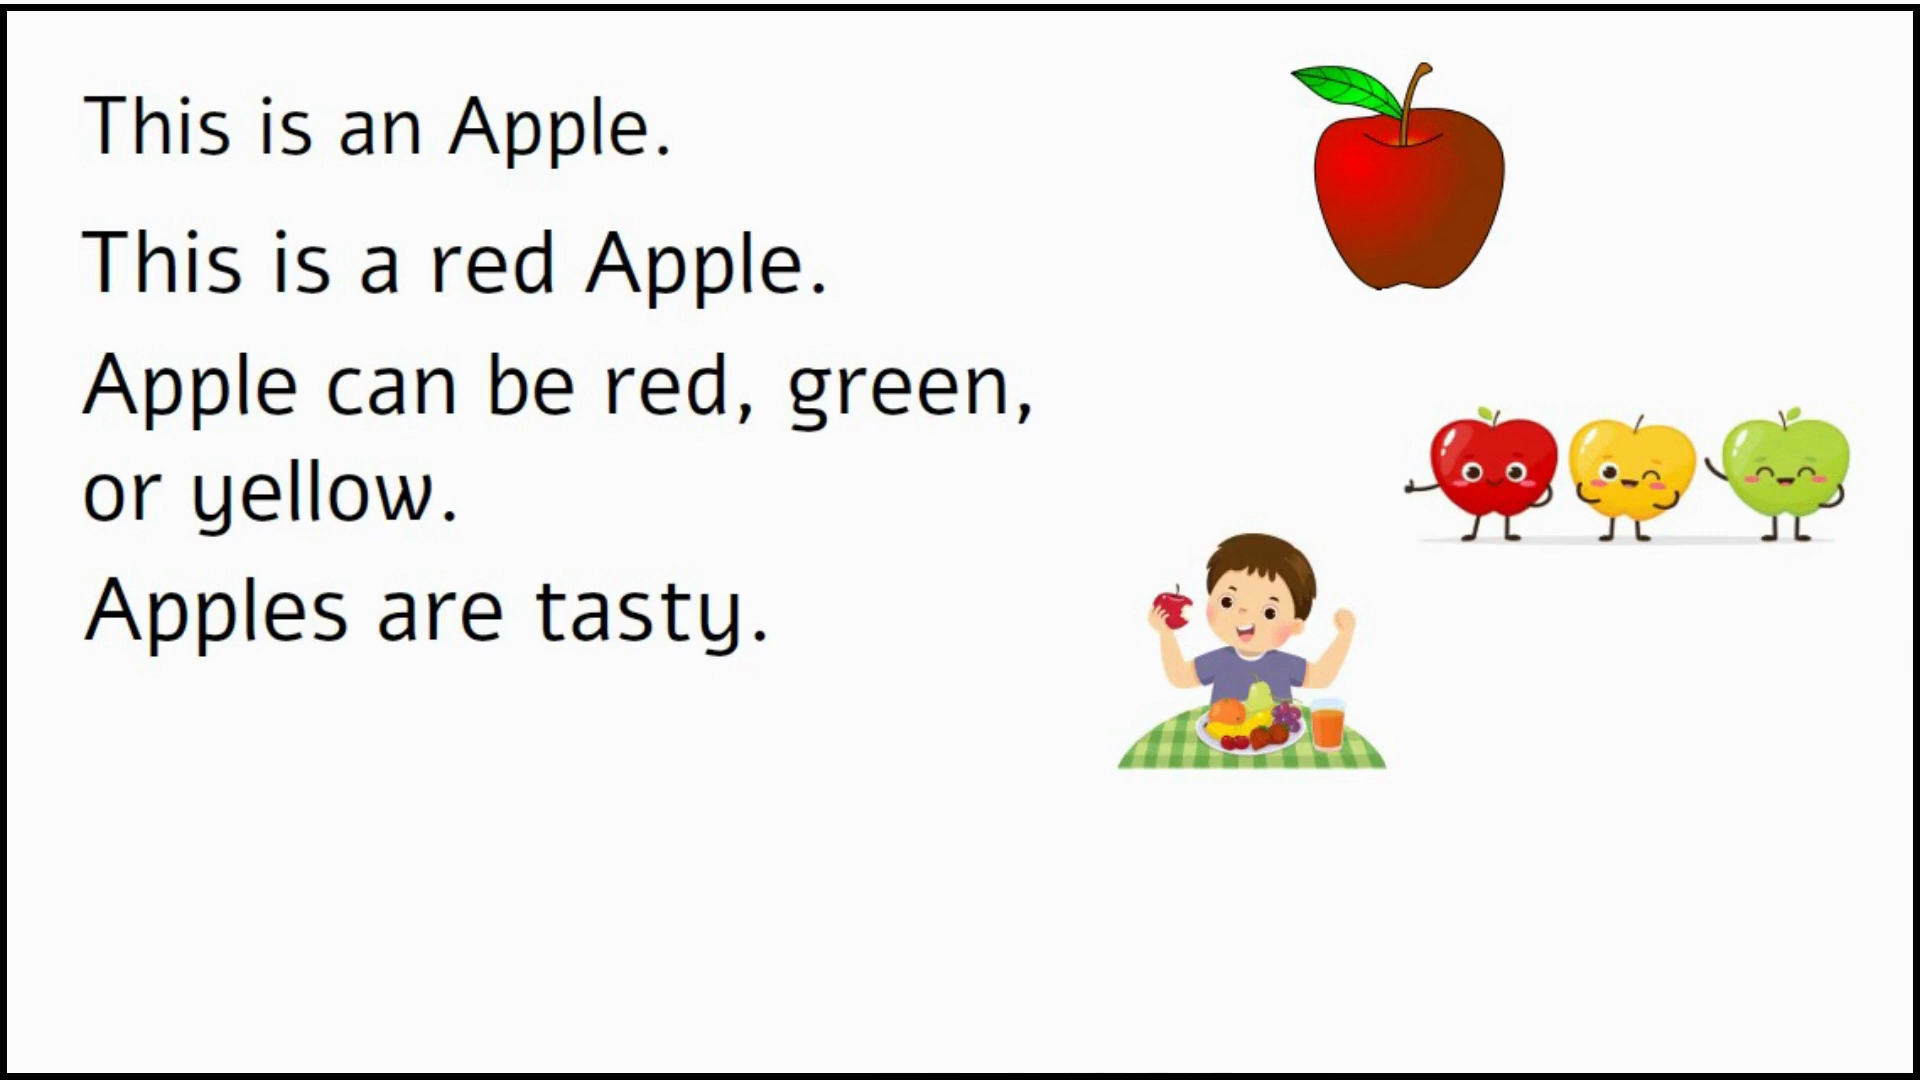 This is an Apple.
This is a red Apple.
Apple can be red, green,
or yellow.
Apples are tasty.